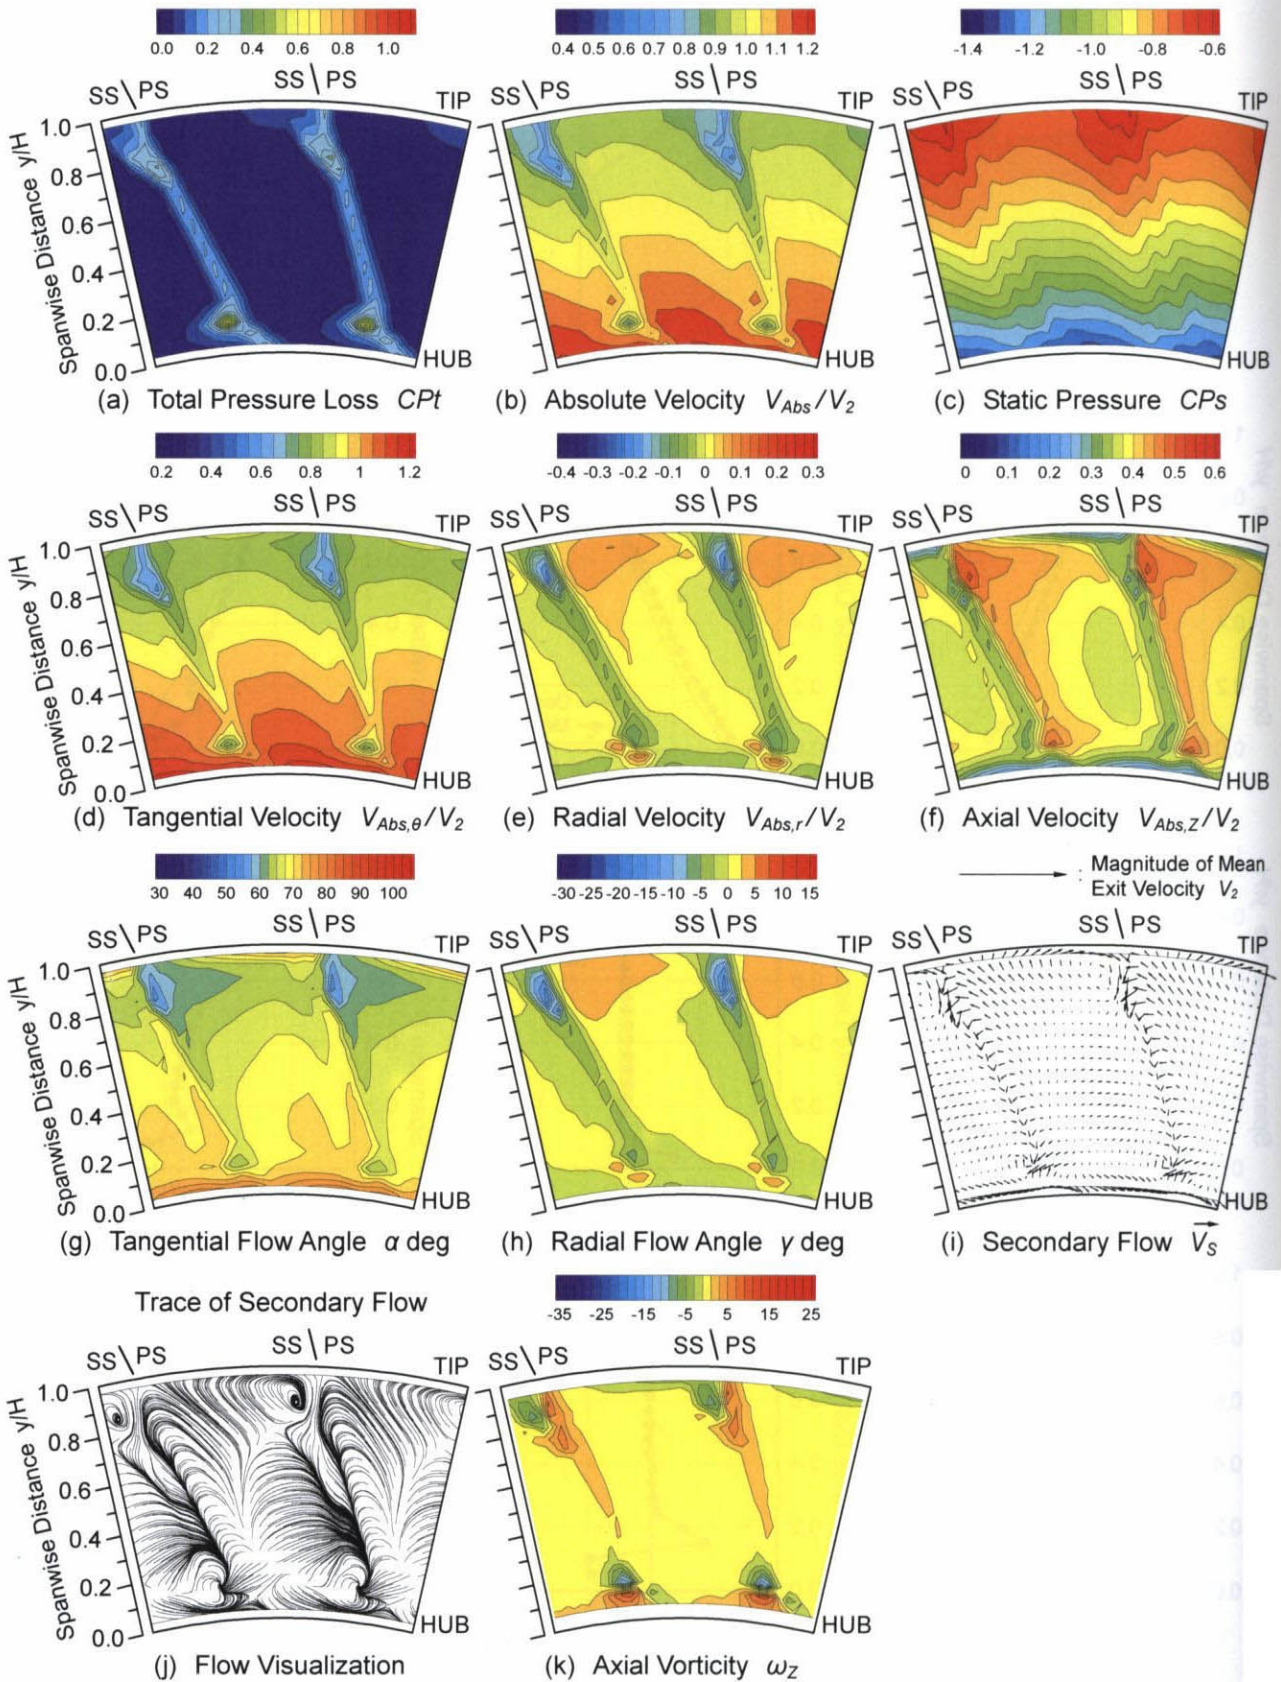 0.0 0.2 0.4 0.6 0.8 1.0
0.4 0.5 0.6 0.7 0.8 0.9 1.0 1.1 1.2
-1.4 -1.2 -1.0 -0.8 -0.6
SS \ PS SS \ PS TIP
SS \ PS SS \ PS TIP
SS \ PS SS \ PS TIP
Spanwise Distance y/H
1.0
0.8
0.6
0.4
0.2
0.0
HUB
HUB
HUB
(a) Total Pressure Loss CPt
(b) Absolute Velocity V_Abs/V_2
(c) Static Pressure CPs
0.2 0.4 0.6 0.8 1 1.2
-0.4 -0.3 -0.2 -0.1 0 0.1 0.2 0.3
0 0.1 0.2 0.3 0.4 0.5 0.6
SS \ PS SS \ PS TIP
SS \ PS SS \ PS TIP
SS \ PS SS \ PS TIP
Spanwise Distance y/H
1.0
0.8
0.6
0.4
0.2
0.0
HUB
HUB
HUB
(d) Tangential Velocity V_Abs,θ/V_2
(e) Radial Velocity V_Abs,r/V_2
(f) Axial Velocity V_Abs,Z/V_2
30 40 50 60 70 80 90 100
-30 -25 -20 -15 -10 -5 0 5 10 15
: Magnitude of Mean
Exit Velocity V_2
SS \ PS SS \ PS TIP
SS \ PS SS \ PS TIP
SS \ PS SS \ PS TIP
Spanwise Distance y/H
1.0
0.8
0.6
0.4
0.2
0.0
HUB
HUB
HUB
(g) Tangential Flow Angle α deg
(h) Radial Flow Angle γ deg
(i) Secondary Flow V_S
Trace of Secondary Flow
-35 -25 -15 -5 5 15 25
SS \ PS SS \ PS TIP
SS \ PS SS \ PS TIP
Spanwise Distance y/H
1.0
0.8
0.6
0.4
0.2
0.0
HUB
HUB
(j) Flow Visualization
(k) Axial Vorticity ω_Z